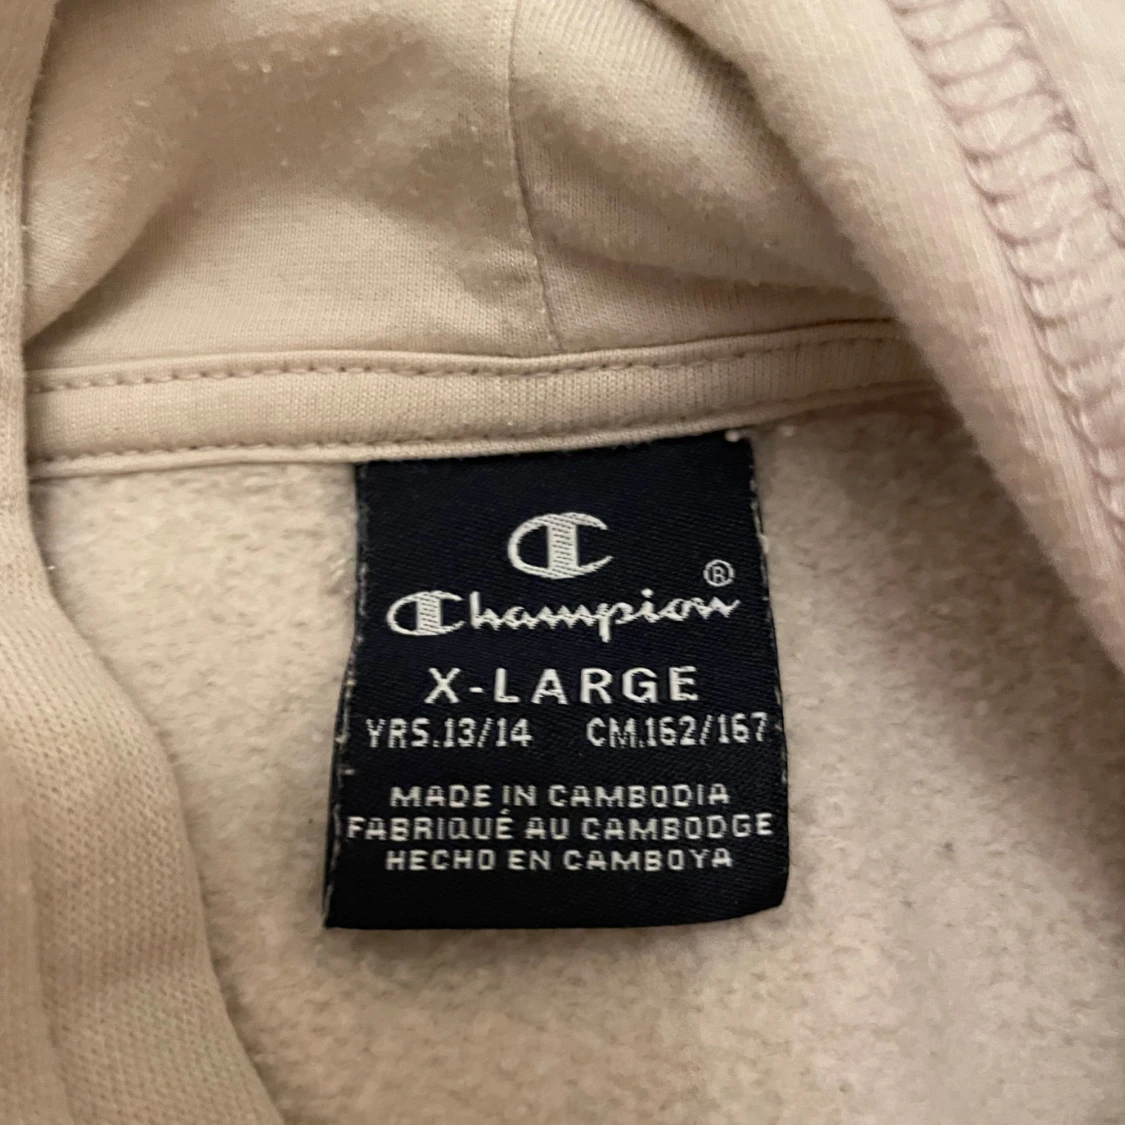 C
Champion®
X-LARGE
YRS.13/14 CM.162/167
MADE IN CAMBODIA
FABRIQUÉ AU CAMBODGE
HECHO EN CAMBOYA